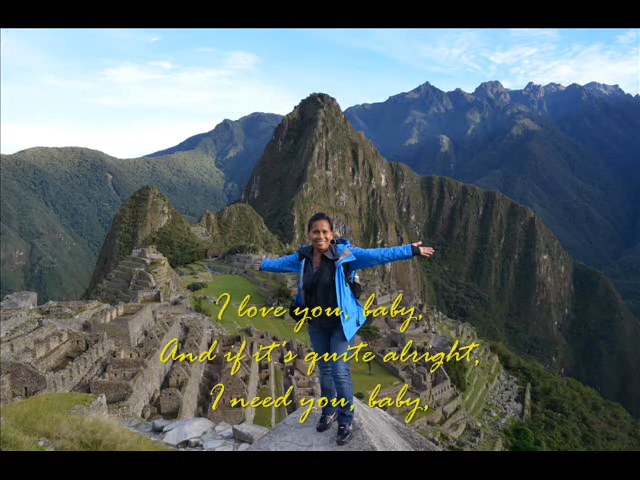 I love you, baby,
And if it's quite alright,
I need you, baby,